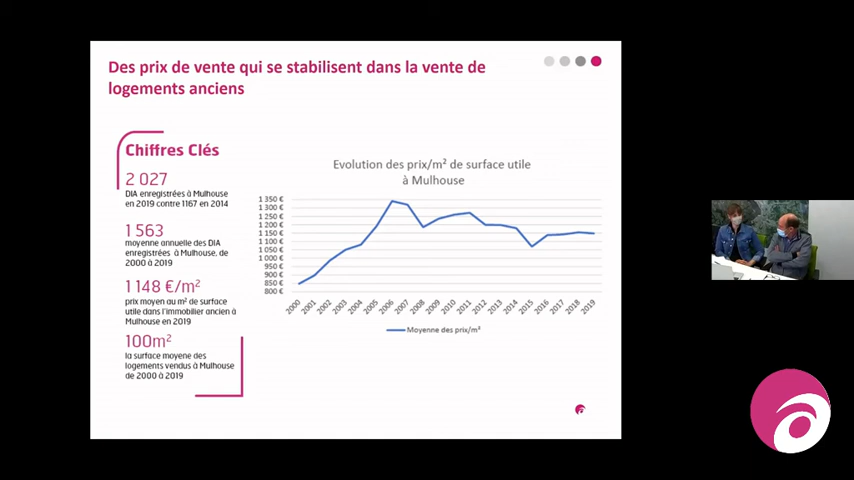 Des prix de vente qui se stabilisent dans la vente de
logements anciens
Chiffres Clés
2 027
DIA enregistrées à Mulhouse
en 2019 contre 1167 en 2014
1 563
moyenne annuelle des DIA
enregistrées à Mulhouse, de
2000 à 2019
1 148 €/m²
prix moyen au m² de surface
utile dans l'immobilier ancien à
Mulhouse en 2019
100m²
la surface moyene des
logements vendus à Mulhouse
de 2000 à 2019
Evolution des prix/m² de surface utile
à Mulhouse
1 350 €
1 300 €
1 250 €
1 200 €
1 150 €
1 100 €
1 050 €
1 000 €
950 €
900 €
850 €
800 €
2000
2001
2002
2003
2004
2005
2006
2007
2008
2009
2010
2011
2012
2013
2014
2015
2016
2017
2018
2019
Moyenne des prix/m²